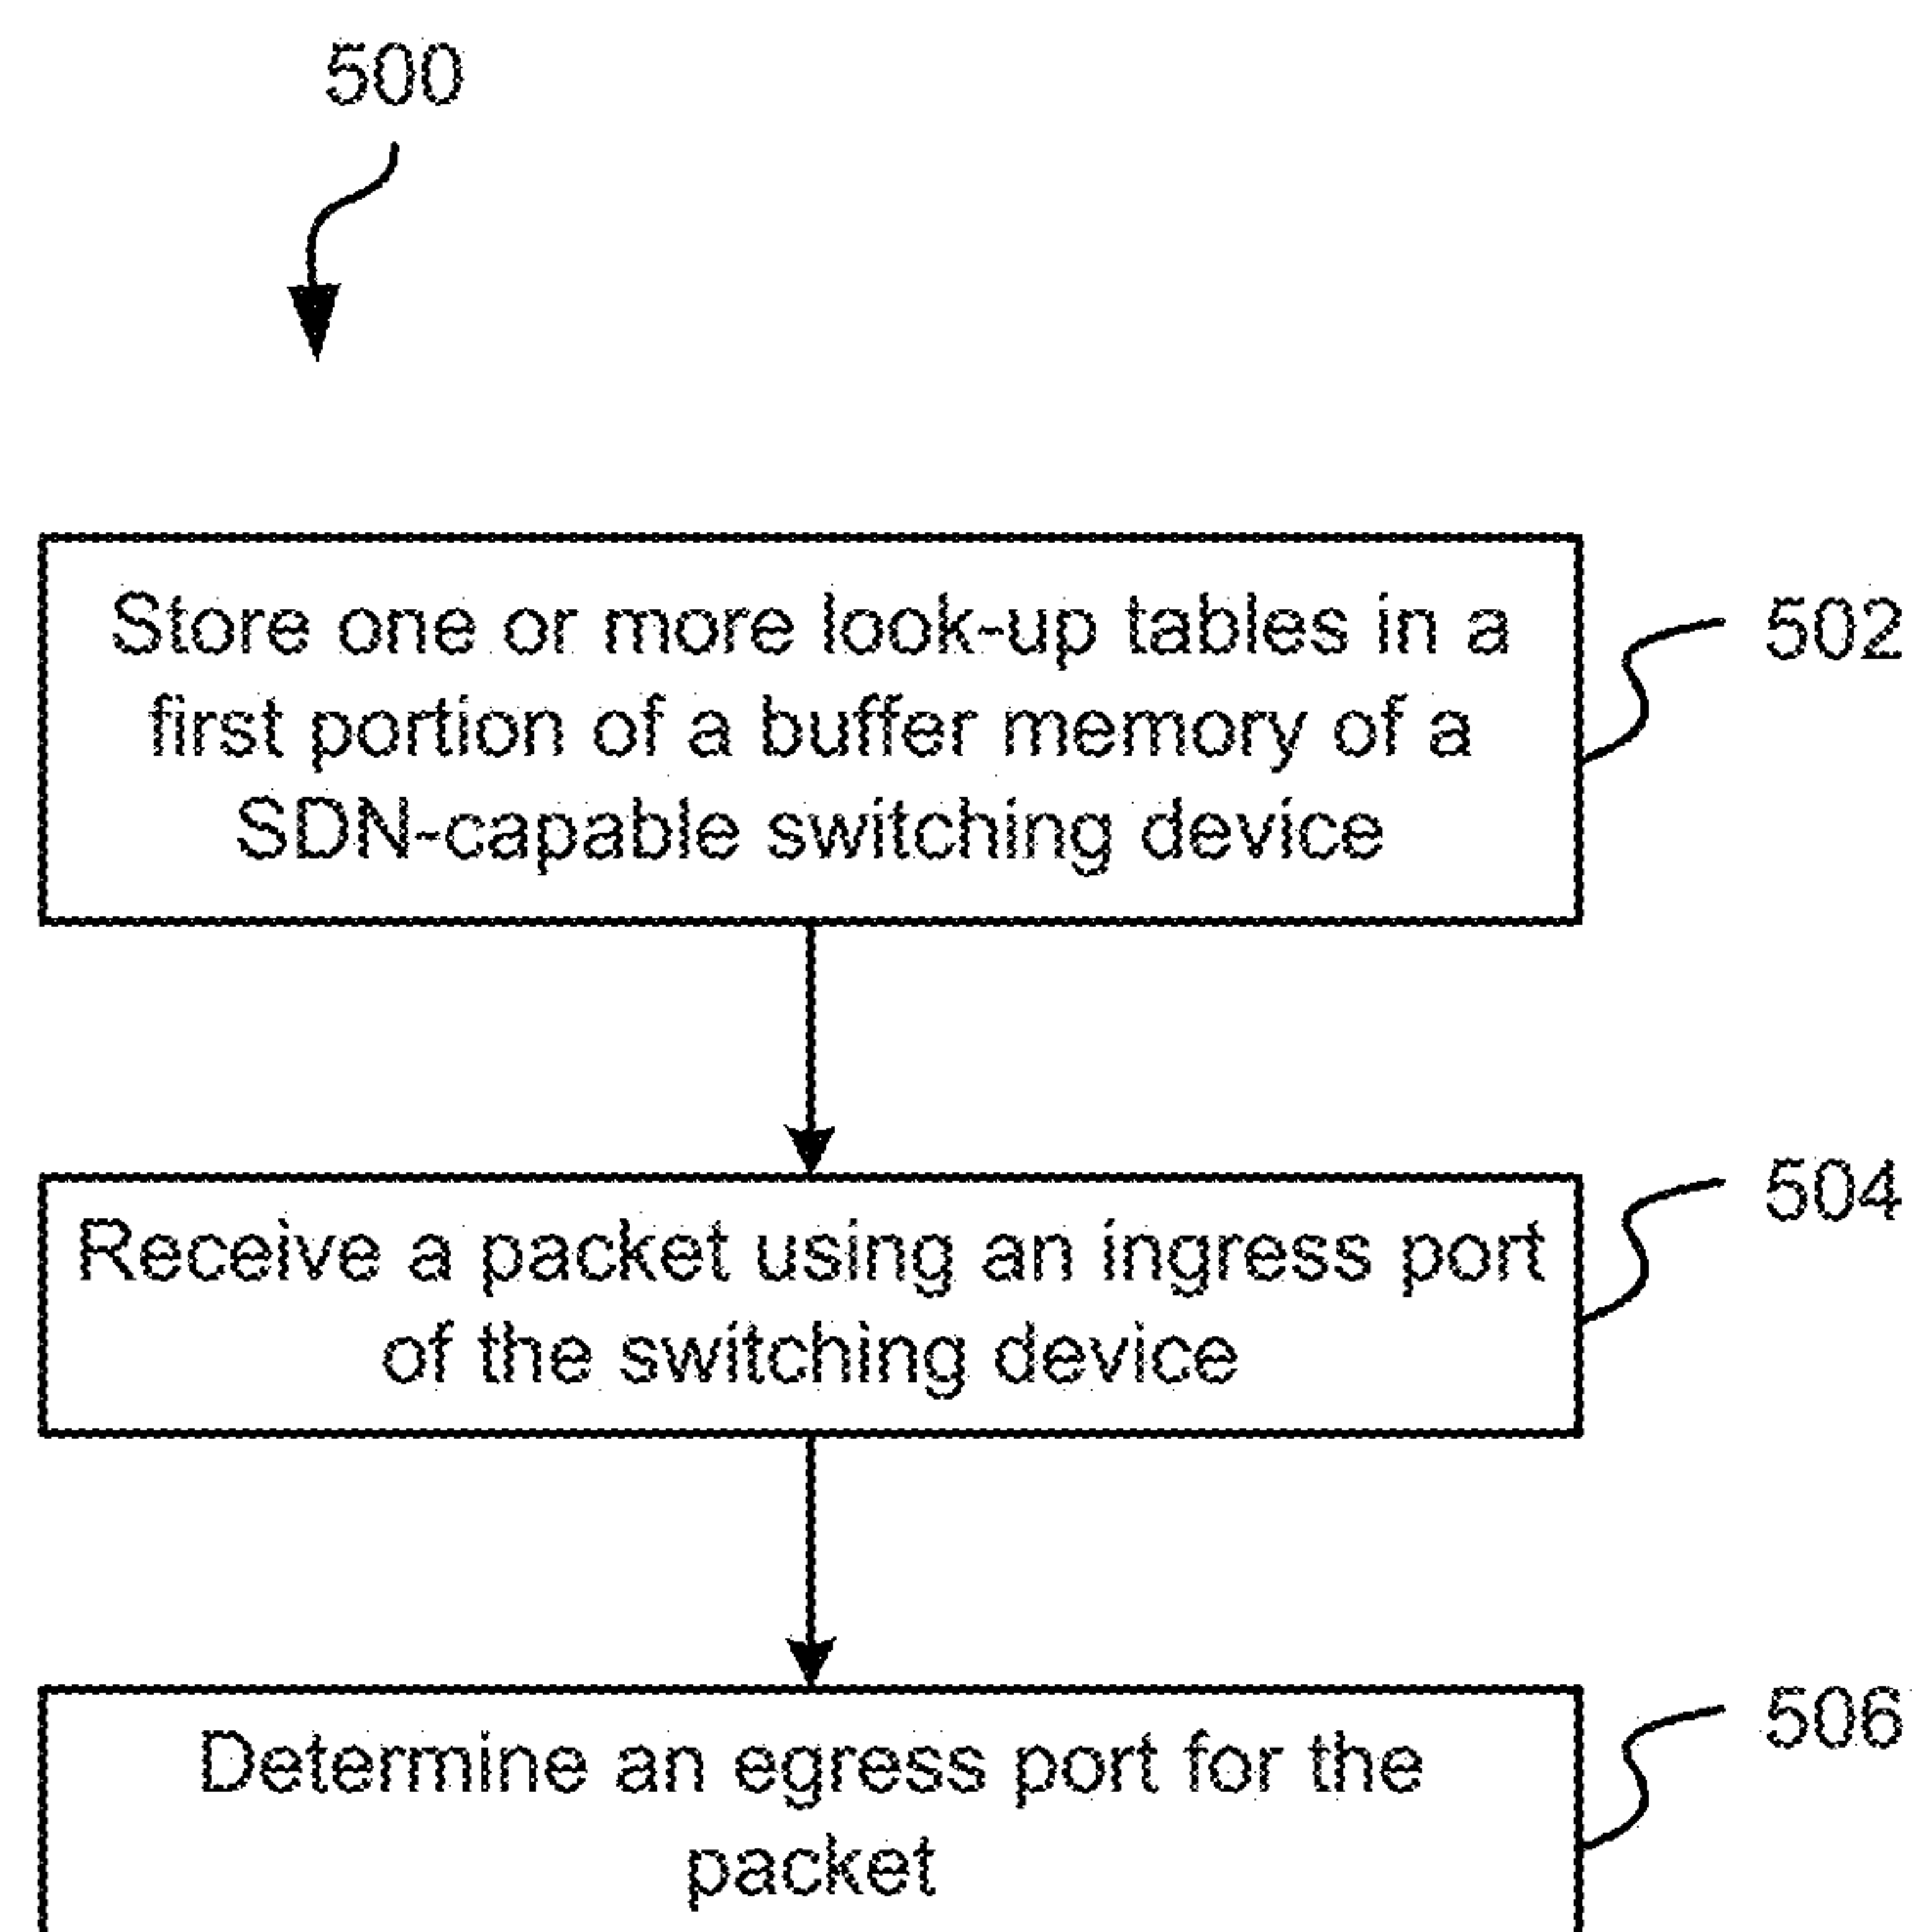 500
Store one or more look-up tables in a
first portion of a buffer memory of a
SDN-capable switching device
502
Receive a packet using an ingress port
of the switching device
504
Determine an egress port for the
packet
506